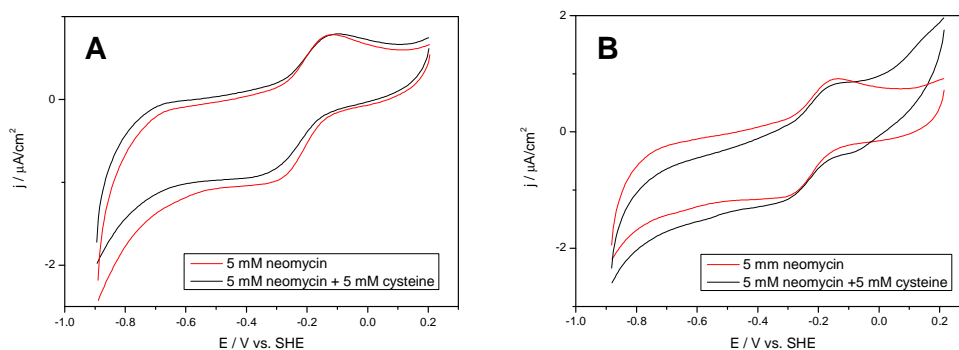 A
j / µA/cm²
0
-2
5 mM neomycin
5 mM neomycin + 5 mM cysteine
-1.0 -0.8 -0.6 -0.4 -0.2 0.0 0.2
E / V vs. SHE
B
j / µA/cm²
2
0
-2
5 mm neomycin
5 mM neomycin +5 mM cysteine
-1.0 -0.8 -0.6 -0.4 -0.2 0.0 0.2
E / V vs. SHE